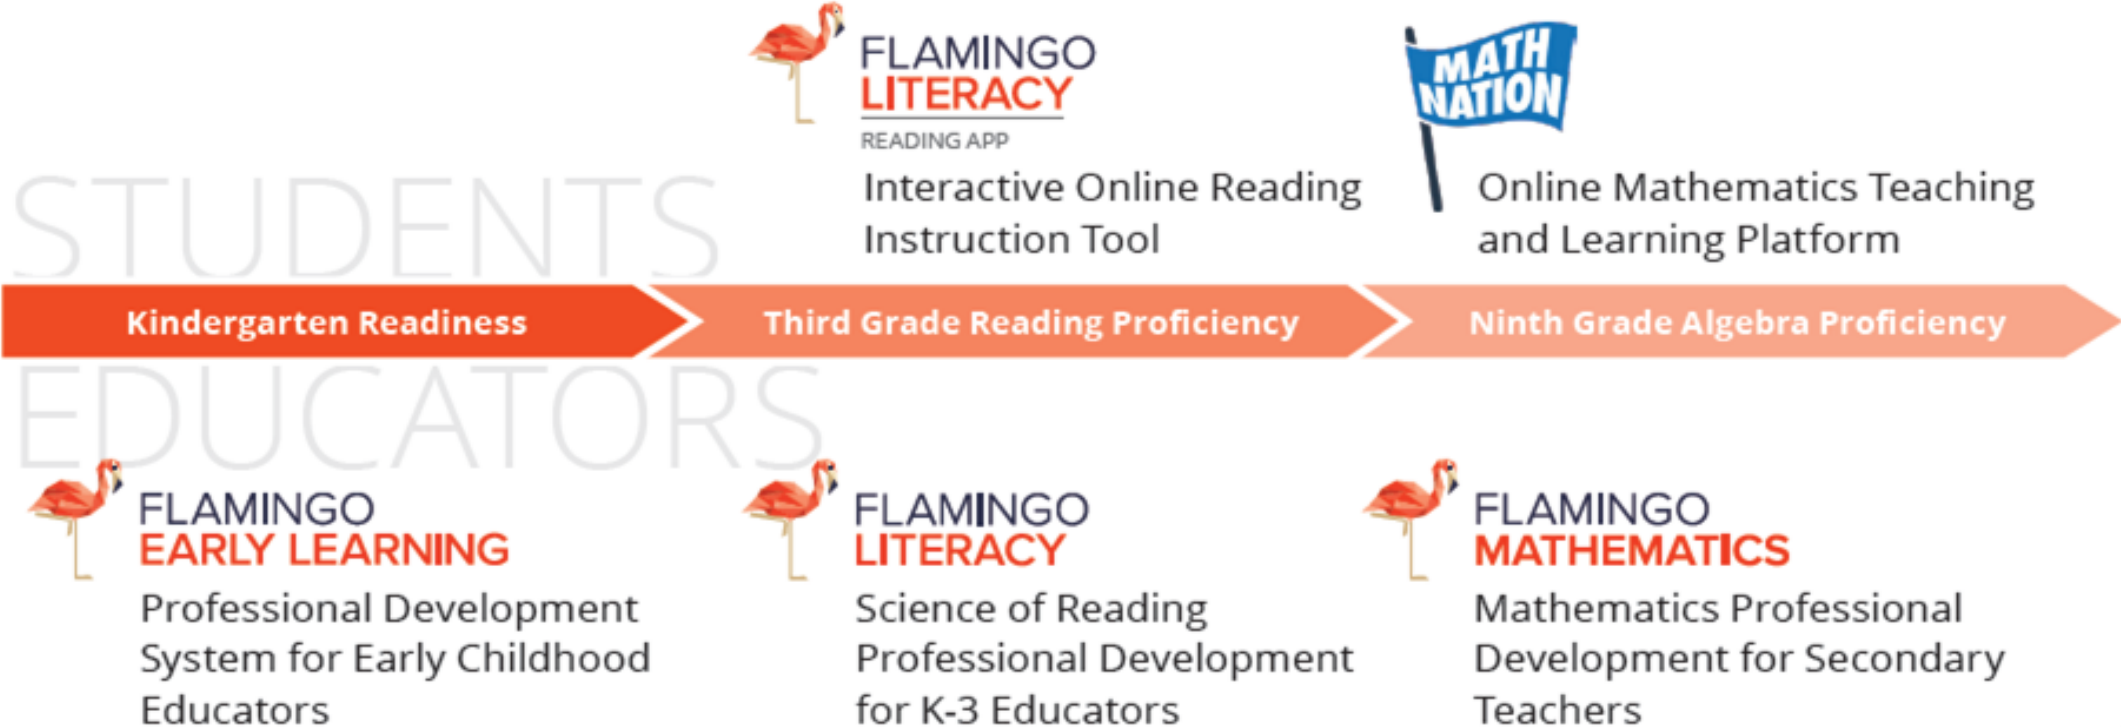 FLAMINGO
LITERACY
READING APP
Interactive Online Reading
Instruction Tool
MATH
NATION
Online Mathematics Teaching
and Learning Platform
STUDENTS
Kindergarten Readiness
Third Grade Reading Proficiency
Ninth Grade Algebra Proficiency
EDUCATORS
FLAMINGO
EARLY LEARNING
Professional Development
System for Early Childhood
Educators
FLAMINGO
LITERACY
Science of Reading
Professional Development
for K-3 Educators
FLAMINGO
MATHEMATICS
Mathematics Professional
Development for Secondary
Teachers